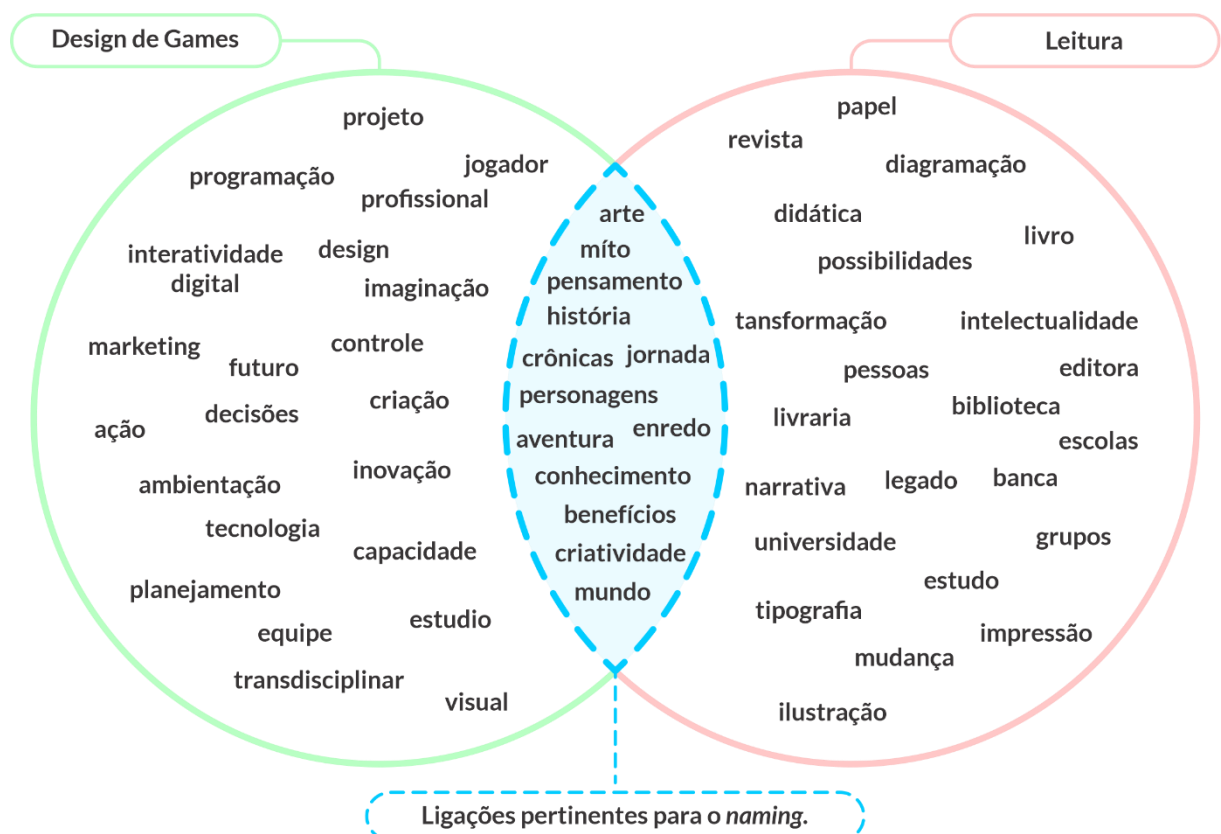 Design de Games
Leitura
projeto
programação
jogador
profissional
interatividade
digital
design
imaginação
marketing
controle
futuro
criação
decisões
ação
inovação
ambientação
tecnologia
capacidade
planejamento
estudio
equipe
transdisciplinar
visual
arte
míto
pensamento
história
crônicas
jornada
personagens
aventura
enredo
conhecimento
benefícios
criatividade
mundo
papel
revista
diagramação
didática
livro
possibilidades
tansformação
intelectualidade
pessoas
editora
livraria
biblioteca
escolas
narrativa
legado
banca
universidade
grupos
estudo
tipografia
impressão
mudança
ilustração
Ligações pertinentes para o naming.